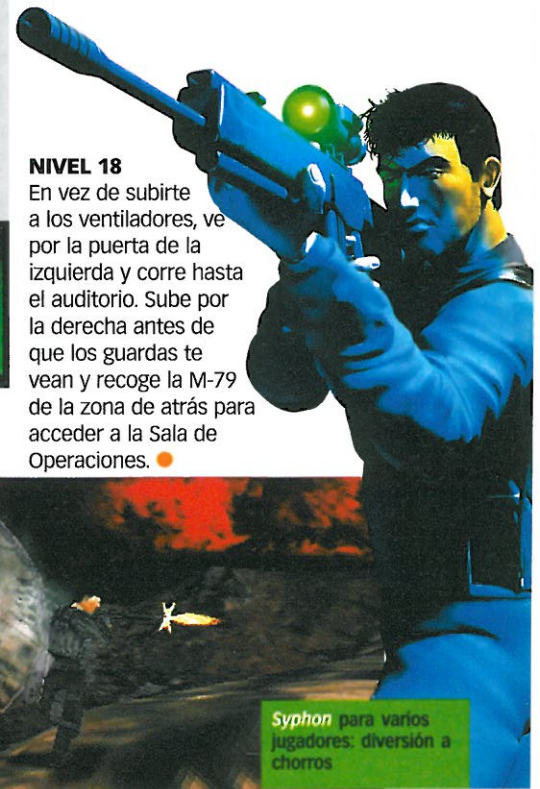 NIVEL 18
En vez de subirte
a los ventiladores, ve
por la puerta de la
izquierda y corre hasta
el auditorio. Sube por
la derecha antes de
que los guardas te
vean y recoge la M-79
de la zona de atrás para
acceder a la Sala de
Operaciones.
Syphon para varios
jugadores: diversión a
chorros